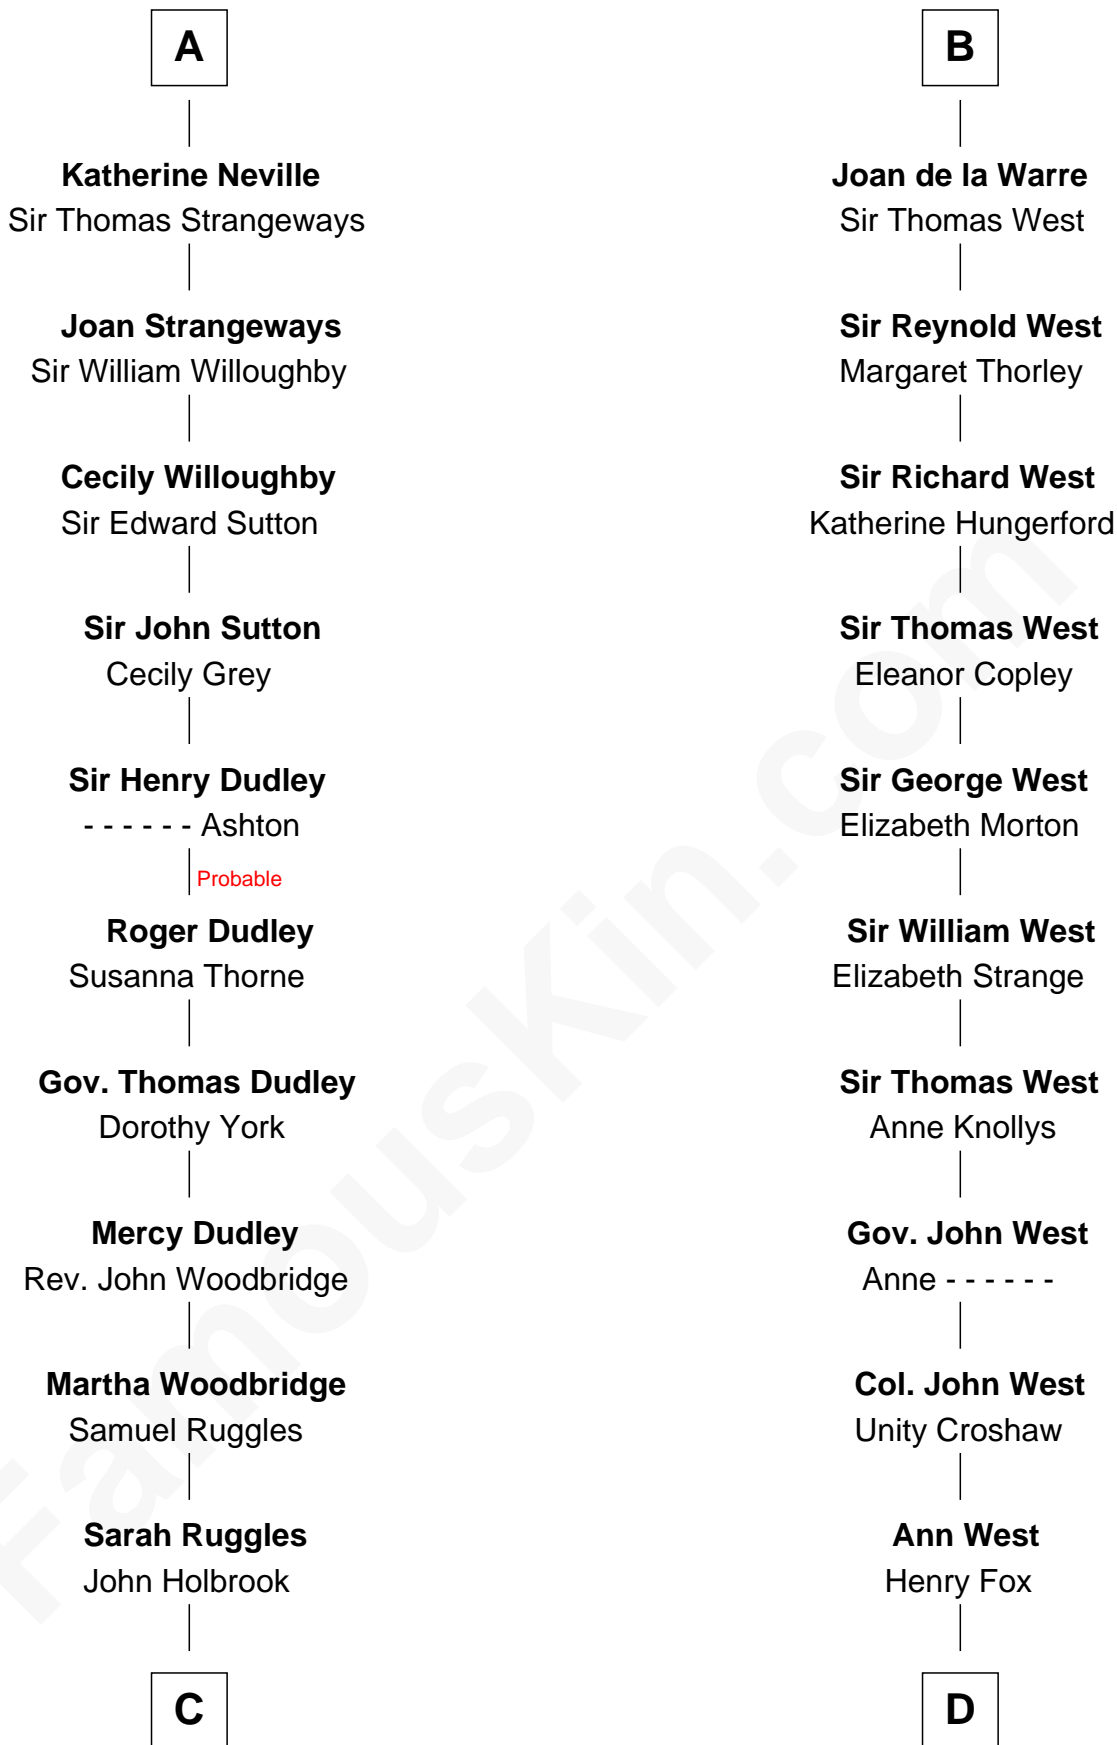 A
Katherine Neville
Sir Thomas Strangeways
Joan Strangeways
Sir William Willoughby
Cecily Willoughby
Sir Edward Sutton
Sir John Sutton
Cecily Grey
Sir Henry Dudley
- - - - - - Ashton
Probable
Roger Dudley
Susanna Thorne
Gov. Thomas Dudley
Dorothy York
Mercy Dudley
Rev. John Woodbridge
Martha Woodbridge
Samuel Ruggles
Sarah Ruggles
John Holbrook
C
B
Joan de la Warre
Sir Thomas West
Sir Reynold West
Margaret Thorley
Sir Richard West
Katherine Hungerford
Sir Thomas West
Eleanor Copley
Sir George West
Elizabeth Morton
Sir William West
Elizabeth Strange
Sir Thomas West
Anne Knollys
Gov. John West
Anne - - - - - -
Col. John West
Unity Croshaw
Ann West
Henry Fox
D
FamousKin.com